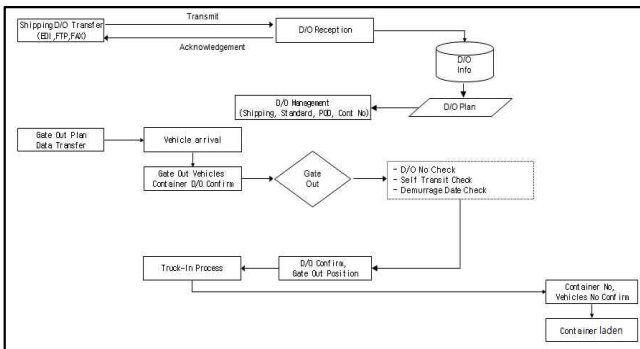 Transmit
Shipping D/O Transfer
(EDI,FTP,FAX)
D/O Reception
Acknowledgement
D/O
Info
D/O Management
(Shipping, Standard, POD, Cont No)
D/O Plan
Gate Out Plan
Data Transfer
Vehicle arrival
Gate Out Vehicles
Container D/O Confirm
Gate
Out
- D/O No Check
- Self Transit Check
- Demurrage Date Check
Truck-In Process
D/O Confirm,
Gate Out Position
Container No,
Vehicles No Confirm
Container laden